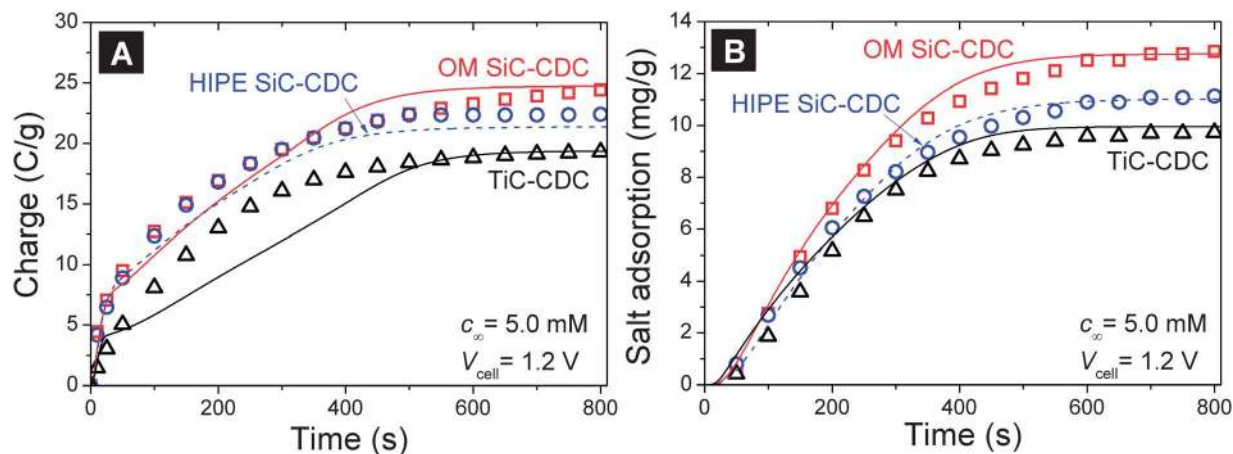 A
30
25
20
15
10
5
0
Charge (C/g)
OM SiC-CDC
HIPE SiC-CDC
TiC-CDC
c∞ = 5.0 mM
Vcell = 1.2 V
0 200 400 600 800
Time (s)
B
14
12
10
8
6
4
2
0
Salt adsorption (mg/g)
OM SiC-CDC
HIPE SiC-CDC
TiC-CDC
c∞ = 5.0 mM
Vcell = 1.2 V
0 200 400 600 800
Time (s)